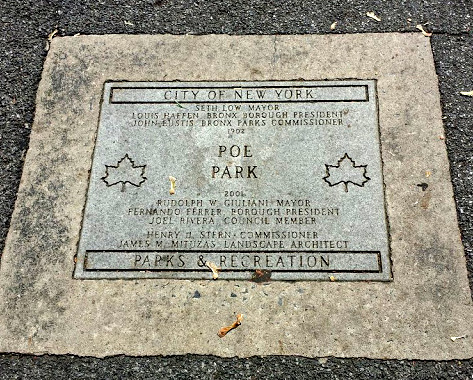 CITY OF NEW YORK
SETH LOW MAYOR
LOUIS HAFFEN BRONX BOROUGH PRESIDENT
JOHN EUSTIS BRONX PARKS COMMISSIONER
1902
POE
PARK
2001
RUDOLPH W. GIULIANI MAYOR
FERNANDO FERRER BOROUGH PRESIDENT
JOEL RIVERA COUNCIL MEMBER
HENRY J. STERN · COMMISSIONER
JAMES M. MITUZAS, LANDSCAPE ARCHITECT
PARKS & RECREATION